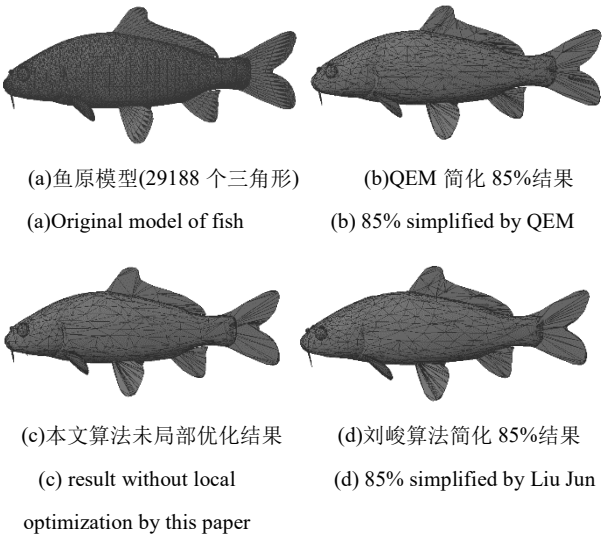 (a)鱼原模型(29188 个三角形)
(a)Original model of fish
(b)QEM 简化 85%结果
(b) 85% simplified by QEM
(c)本文算法未局部优化结果
(c) result without local
optimization by this paper
(d)刘峻算法简化 85%结果
(d) 85% simplified by Liu Jun